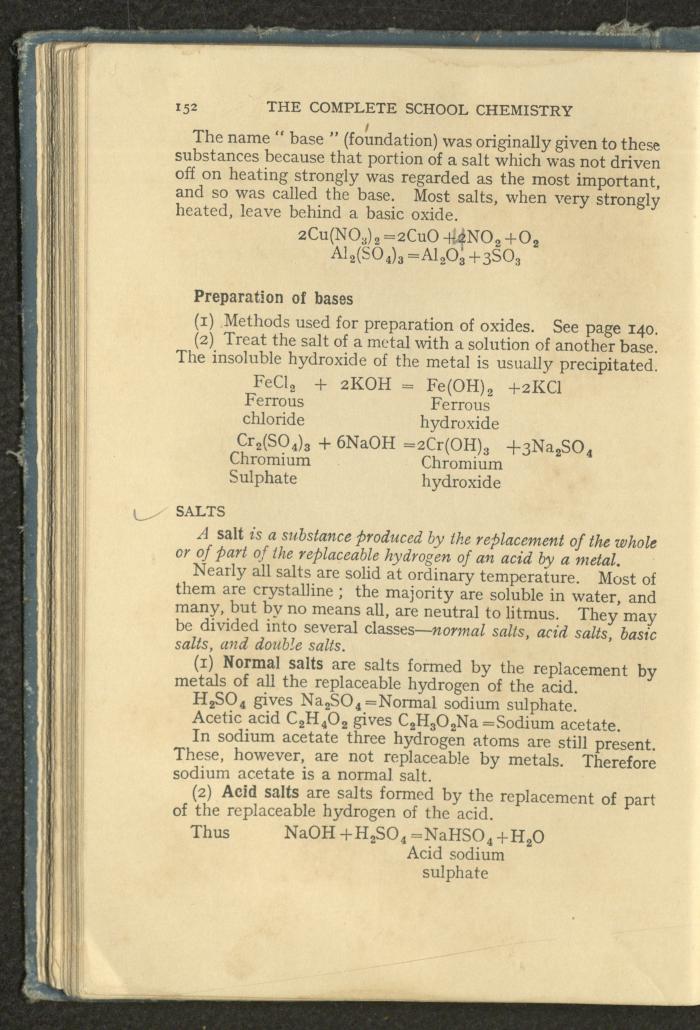 152 THE COMPLETE SCHOOL CHEMISTRY
The name “ base ” (foundation) was originally given to these
substances because that portion of a salt which was not driven
off on heating strongly was regarded as the most important,
and so was called the base. Most salts, when very strongly
heated, leave behind a basic oxide.
2Cu(NO₃)₂=2CuO+4NO₂+O₂
Al₂(SO₄)₃=Al₂O₃+3SO₃
Preparation of bases
(1) Methods used for preparation of oxides. See page 140.
(2) Treat the salt of a metal with a solution of another base.
The insoluble hydroxide of the metal is usually precipitated.
FeCl₂ + 2KOH = Fe(OH)₂ +2KCl
Ferrous Ferrous
chloride hydroxide
Cr₂(SO₄)₃ + 6NaOH =2Cr(OH)₃ +3Na₂SO₄
Chromium Chromium
Sulphate hydroxide
SALTS
A salt is a substance produced by the replacement of the whole
or of part of the replaceable hydrogen of an acid by a metal.
Nearly all salts are solid at ordinary temperature. Most of
them are crystalline ; the majority are soluble in water, and
many, but by no means all, are neutral to litmus. They may
be divided into several classes—normal salts, acid salts, basic
salts, and double salts.
(1) Normal salts are salts formed by the replacement by
metals of all the replaceable hydrogen of the acid.
H₂SO₄ gives Na₂SO₄=Normal sodium sulphate.
Acetic acid C₂H₄O₂ gives C₂H₃O₂Na=Sodium acetate.
In sodium acetate three hydrogen atoms are still present.
These, however, are not replaceable by metals. Therefore
sodium acetate is a normal salt.
(2) Acid salts are salts formed by the replacement of part
of the replaceable hydrogen of the acid.
Thus NaOH+H₂SO₄=NaHSO₄+H₂O
Acid sodium
sulphate